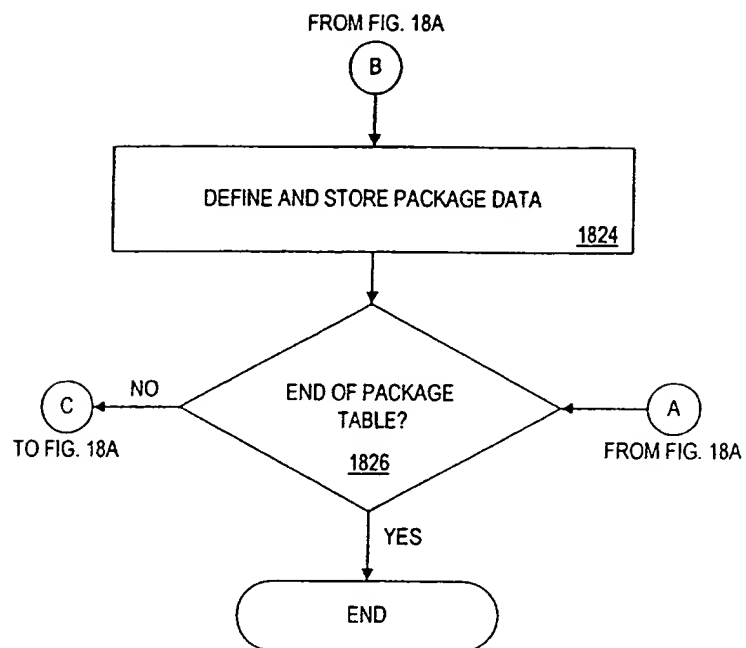 FROM FIG. 18A
B
DEFINE AND STORE PACKAGE DATA
1824
NO
END OF PACKAGE
TABLE?
1826
C
TO FIG. 18A
A
FROM FIG. 18A
YES
END